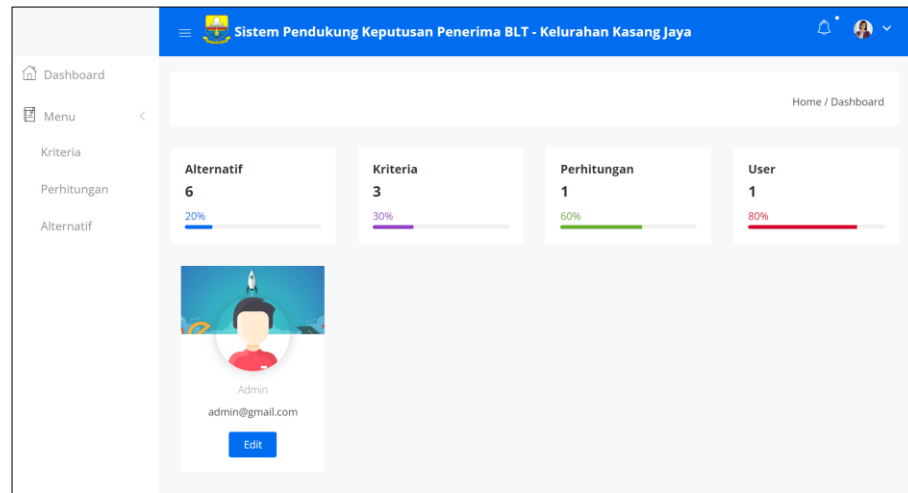 Sistem Pendukung Keputusan Penerima BLT - Kelurahan Kasang Jaya
Dashboard
Menu
Kriteria
Perhitungan
Alternatif
Home / Dashboard
Alternatif
6
20%
Kriteria
3
30%
Perhitungan
1
60%
User
1
80%
Admin
admin@gmail.com
Edit